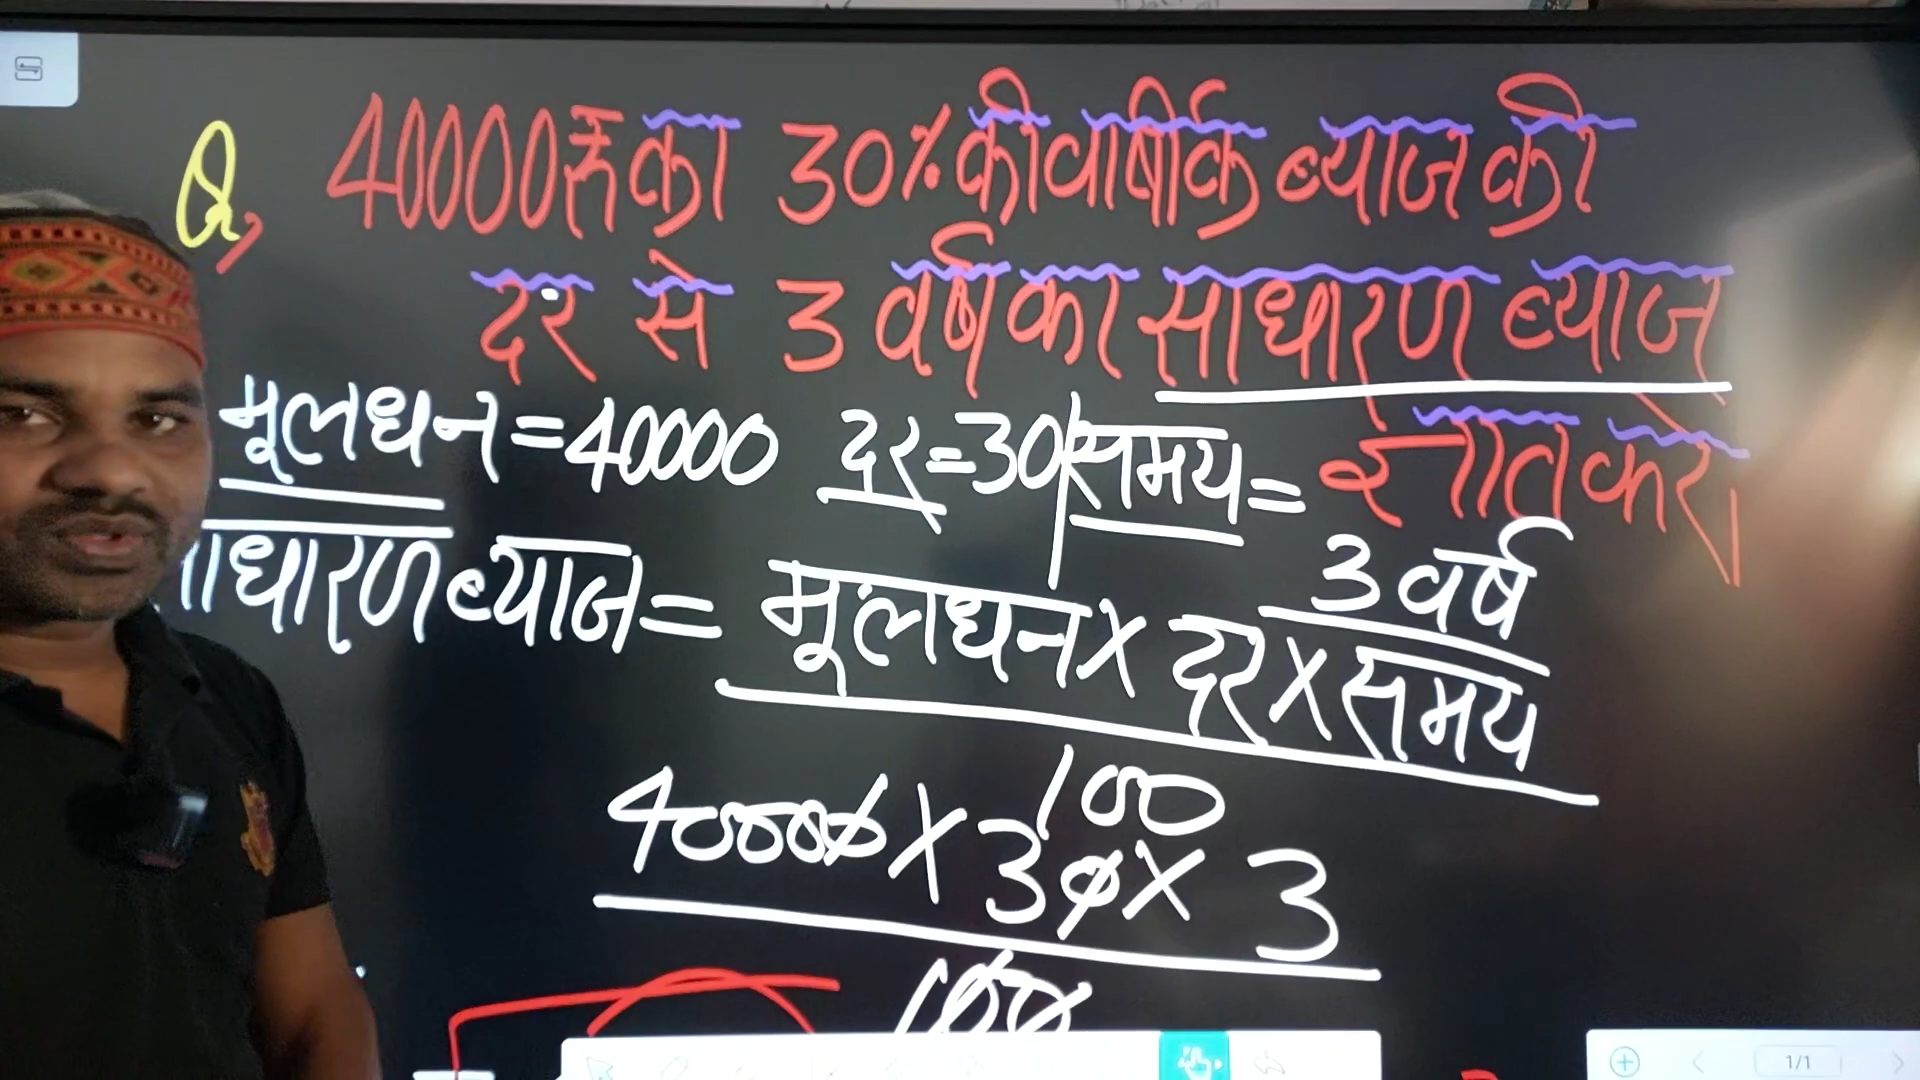 Q, 40000रू का 30% की वार्षिक ब्याज की
दर से 3 वर्ष का साधारण ब्याज
ज्ञात करे।
मूलधन=40000 दर=30 समय=
3 वर्ष
ाधारण ब्याज= मूलधन X दर X समय
100
40000 X 30 X 3
100
1/1